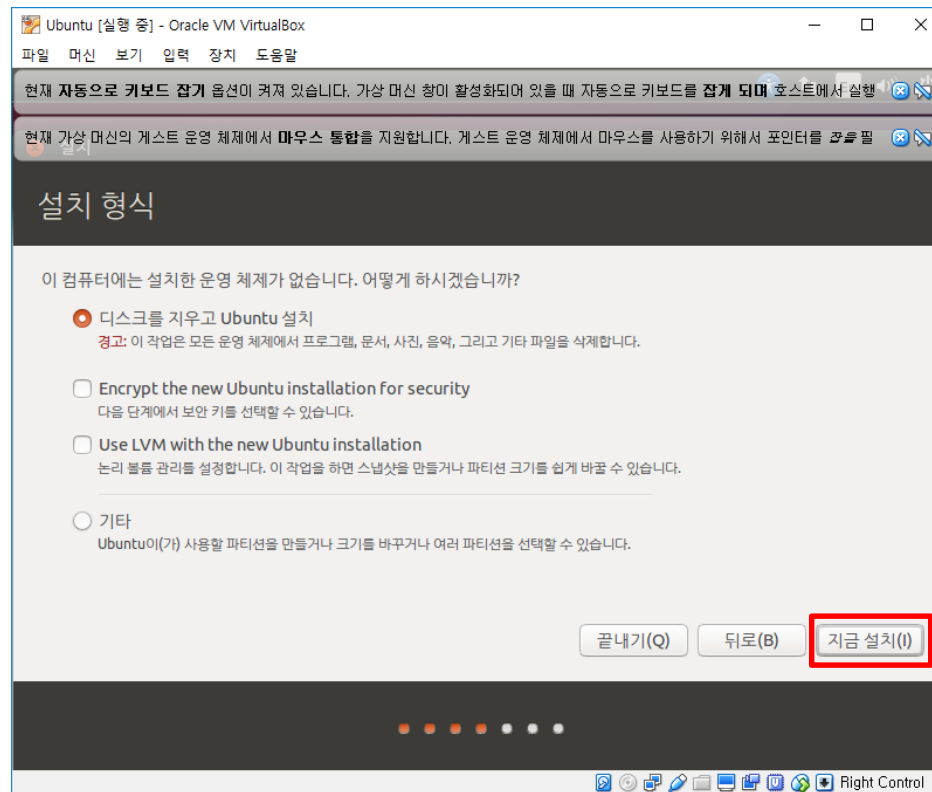 Ubuntu [실행 중] - Oracle VM VirtualBox
파일 머신 보기 입력 장치 도움말
현재 자동으로 키보드 잡기 옵션이 켜져 있습니다. 가상 머신 창이 활성화되어 있을 때 자동으로 키보드를 잡게 되며 호스트에서 실행
현재 가상 머신의 게스트 운영 체제에서 마우스 통합을 지원합니다. 게스트 운영 체제에서 마우스를 사용하기 위해서 포인터를 잡을 필
설치
설치 형식
이 컴퓨터에는 설치한 운영 체제가 없습니다. 어떻게 하시겠습니까?
디스크를 지우고 Ubuntu 설치
경고: 이 작업은 모든 운영 체제에서 프로그램, 문서, 사진, 음악, 그리고 기타 파일을 삭제합니다.
Encrypt the new Ubuntu installation for security
다음 단계에서 보안 키를 선택할 수 있습니다.
Use LVM with the new Ubuntu installation
논리 볼륨 관리를 설정합니다. 이 작업을 하면 스냅샷을 만들거나 파티션 크기를 쉽게 바꿀 수 있습니다.
기타
Ubuntu이(가) 사용할 파티션을 만들거나 크기를 바꾸거나 여러 파티션을 선택할 수 있습니다.
끝내기(Q) 뒤로(B) 지금 설치(I)
Right Control